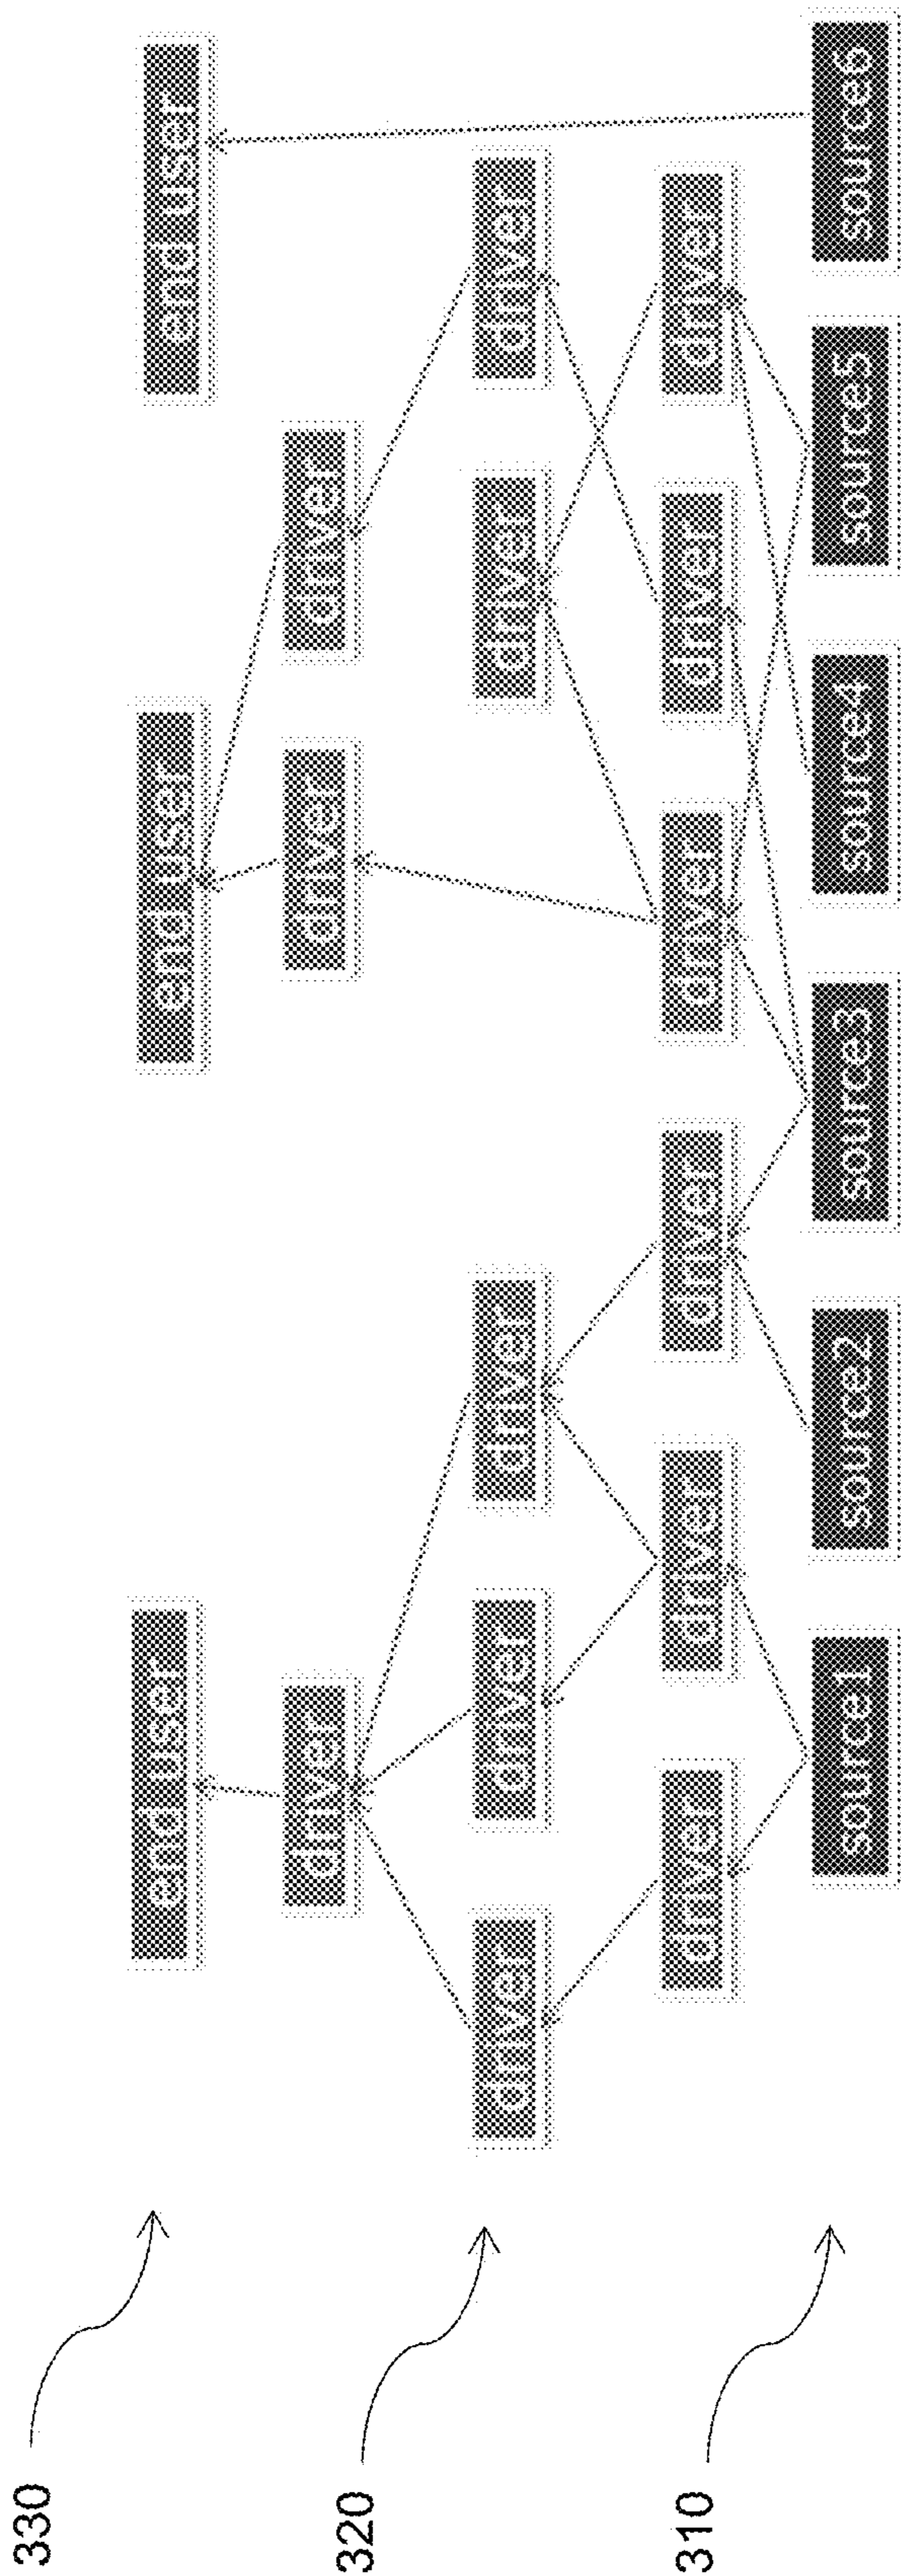 330
end user end user end user
driver driver driver
320
driver driver driver driver driver
310
driver driver driver driver driver driver
source1 source2 source3 source4 source5 source6